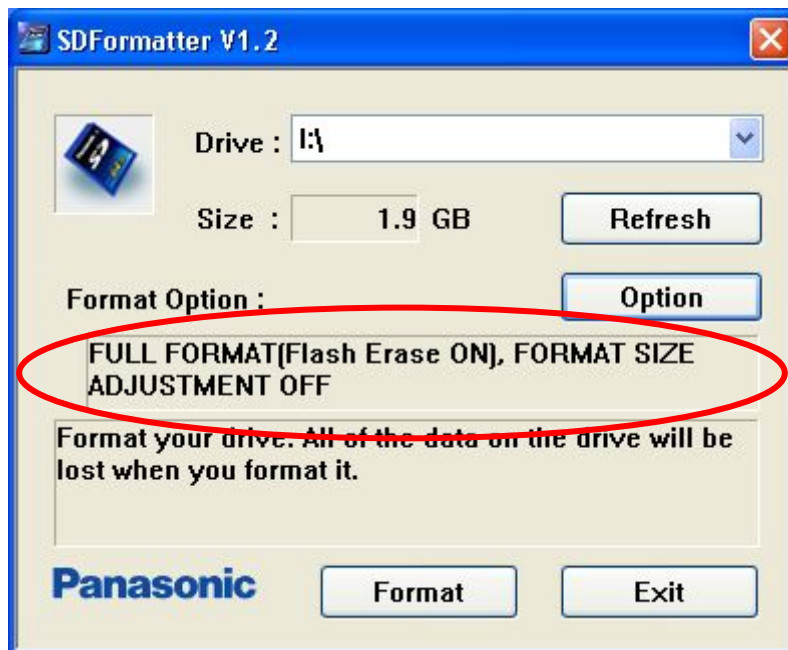 SDFormatter V1.2
Drive : I:\
Size : 1.9 GB Refresh
Format Option : Option
FULL FORMAT(Flash Erase ON), FORMAT SIZE
ADJUSTMENT OFF
Format your drive. All of the data on the drive will be
lost when you format it.
Panasonic Format Exit